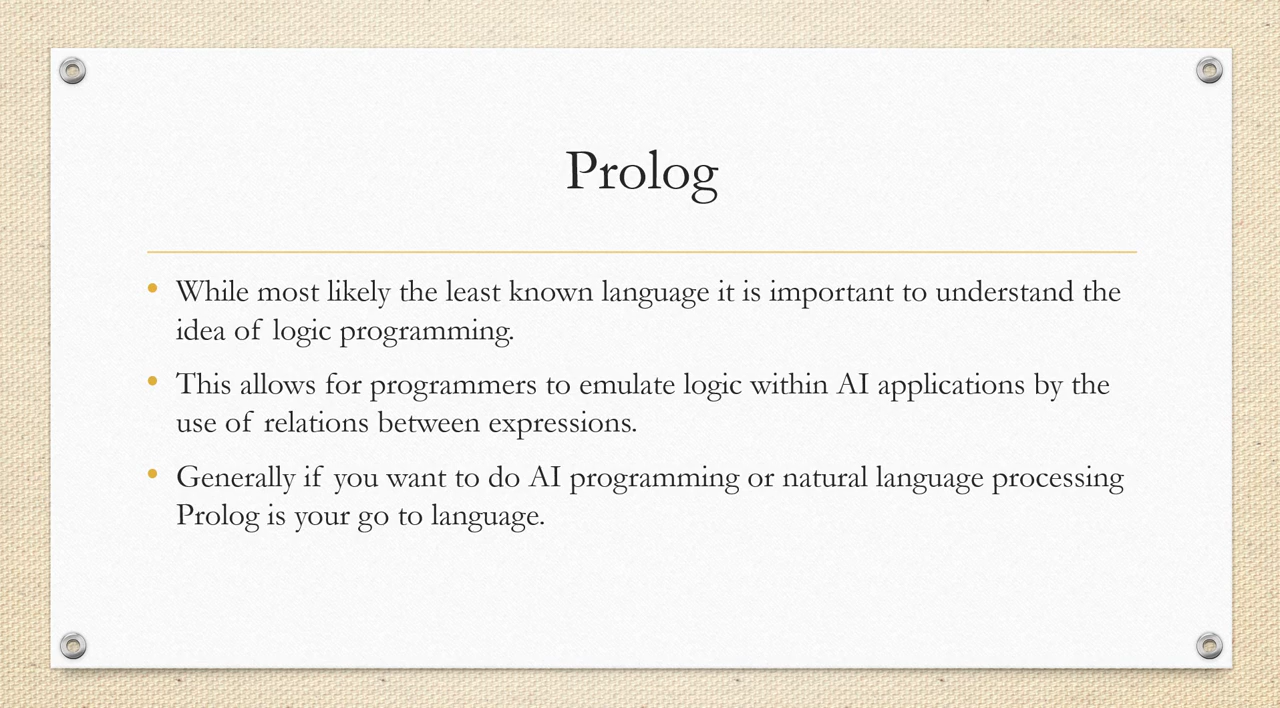 Prolog
• While most likely the least known language it is important to understand the
idea of logic programming.
• This allows for programmers to emulate logic within AI applications by the
use of relations between expressions.
• Generally if you want to do AI programming or natural language processing
Prolog is your go to language.